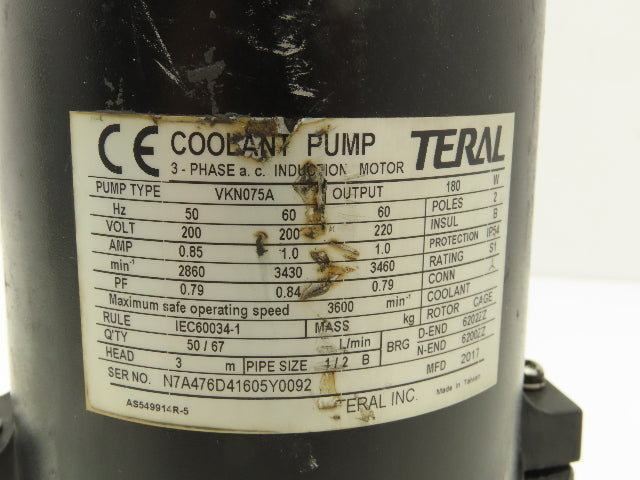 CE COOLANT PUMP TERAL
3 - PHASE a.c. INDUCTION MOTOR
PUMP TYPE VKN075A OUTPUT 180 W
Hz 50 60 60 POLES 2
VOLT 200 200 220 INSUL B
AMP 0.85 1.0 1.0 PROTECTION IP54
min⁻¹ 2860 3430 3460 RATING S1
PF 0.79 0.84 0.79 CONN
Maximum safe operating speed 3600 min⁻¹ COOLANT
RULE IEC60034-1 MASS kg ROTOR CAGE
Q'TY 50 / 67 L/min BRG D-END 6202ZZ
HEAD 3 m PIPE SIZE 1/2 B N-END 6200ZZ
SER NO. N7A476D41605Y0092 MFD 2017
AS549914R-5 TERAL INC. Made in Taiwan